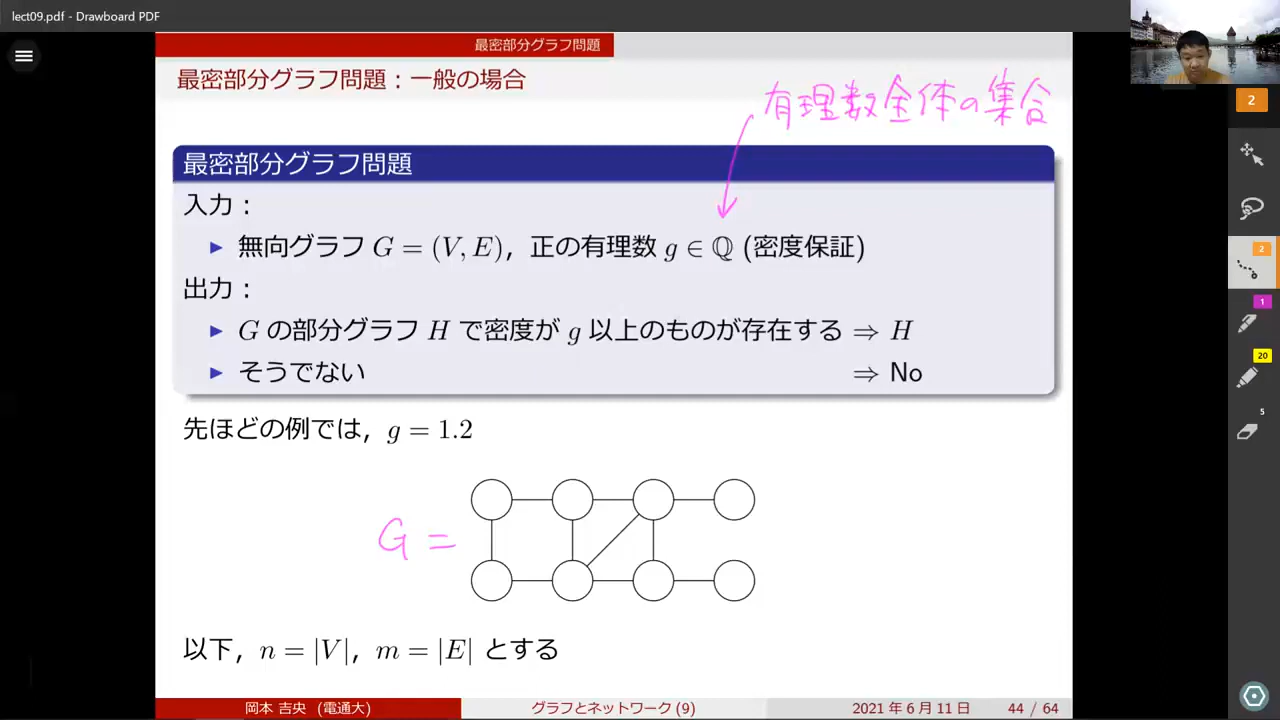 lect09.pdf - Drawboard PDF
最密部分グラフ問題
最密部分グラフ問題：一般の場合
有理数全体の集合
最密部分グラフ問題
入力：
▶ 無向グラフ G = (V, E)，正の有理数 g ∈ ℚ (密度保証)
出力：
▶ G の部分グラフ H で密度が g 以上のものが存在する ⇒ H
▶ そうでない ⇒ No
先ほどの例では，g = 1.2
G =
以下，n = |V|，m = |E| とする
岡本 吉央 (電通大) グラフとネットワーク (9) 2021 年 6 月 11 日 44 / 64
2
2
1
20
5